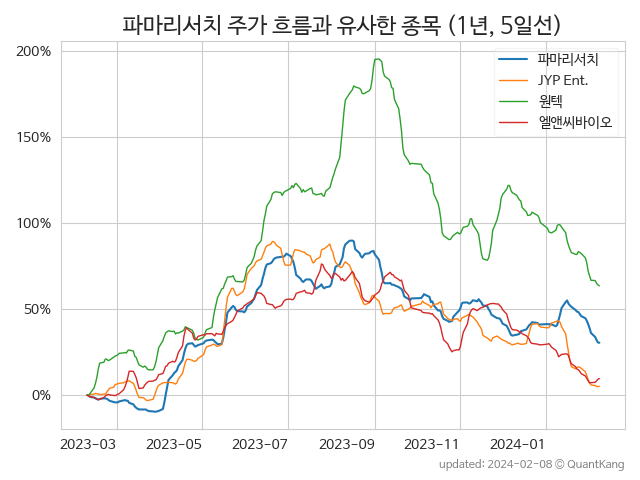 파마리서치 주가 흐름과 유사한 종목 (1년, 5일선)
200%
150%
100%
50%
0%
파마리서치
JYP Ent.
원텍
엘앤씨바이오
2023-03 2023-05 2023-07 2023-09 2023-11 2024-01
updated: 2024-02-08 © QuantKang